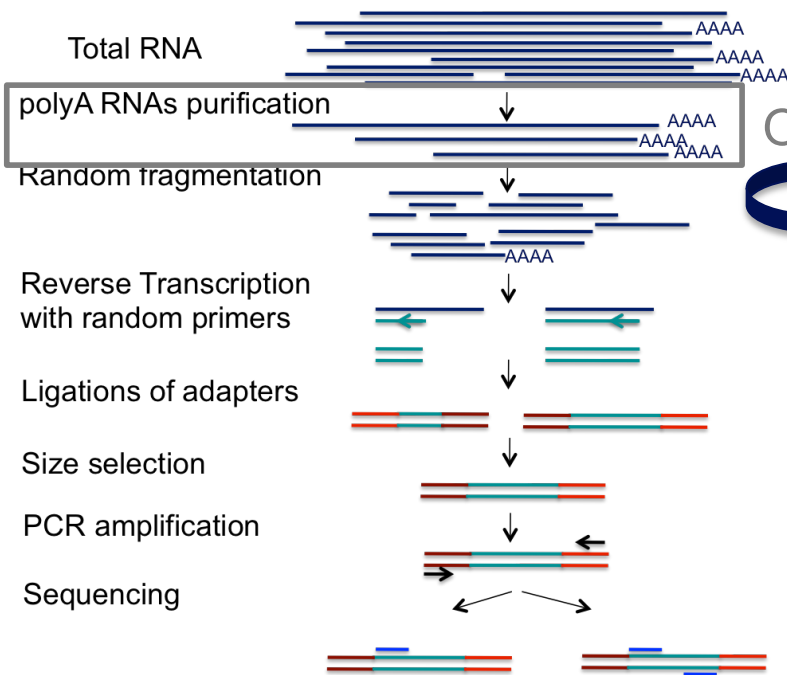 AAAA
Total RNA
AAAA
AAAA
polyA RNAs purification
AAAA
AAAA
AAAA
Random fragmentation
AAAA
Reverse Transcription
with random primers
Ligations of adapters
Size selection
PCR amplification
Sequencing